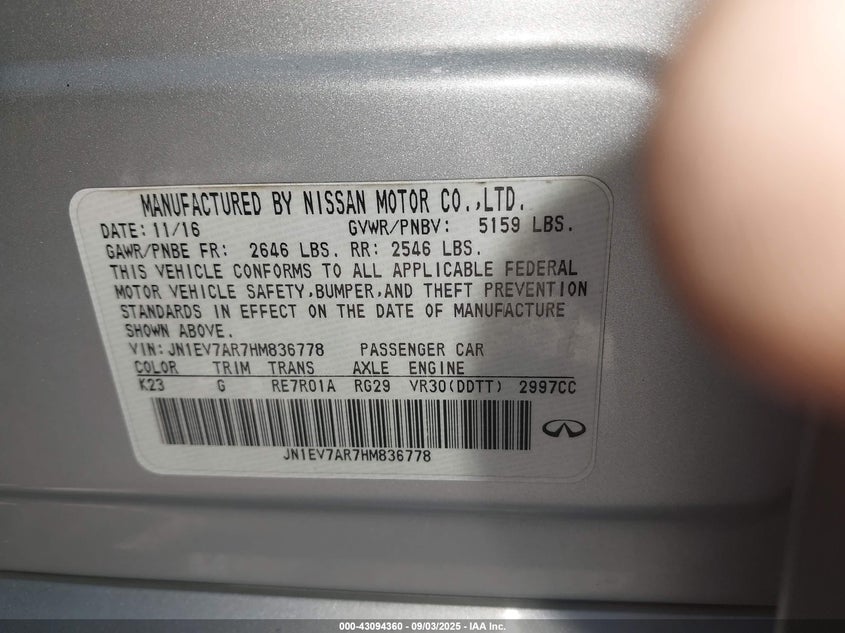 MANUFACTURED BY NISSAN MOTOR CO.,LTD.
DATE: 11/16 GVWR/PNBV: 5159 LBS.
GAWR/PNBE FR: 2646 LBS. RR: 2546 LBS.
THIS VEHICLE CONFORMS TO ALL APPLICABLE FEDERAL
MOTOR VEHICLE SAFETY,BUMPER,AND THEFT PREVENTION
STANDARDS IN EFFECT ON THE DATE OF MANUFACTURE
SHOWN ABOVE.
VIN: JN1EV7AR7HM836778 PASSENGER CAR
COLOR TRIM TRANS AXLE ENGINE
K23 G RE7R01A RG29 VR30(DDTT) 2997CC
JN1EV7AR7HM836778
000-43094360 - 09/03/2025 - IAA Inc.